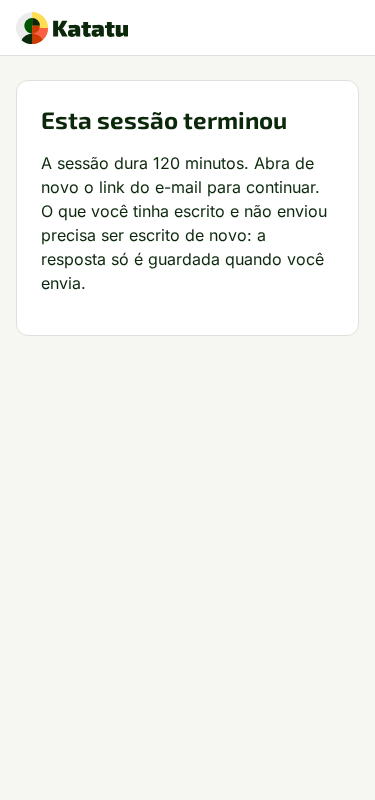 Katatu
Esta sessão terminou
A sessão dura 120 minutos. Abra de
novo o link do e-mail para continuar.
O que você tinha escrito e não enviou
precisa ser escrito de novo: a
resposta só é guardada quando você
envia.